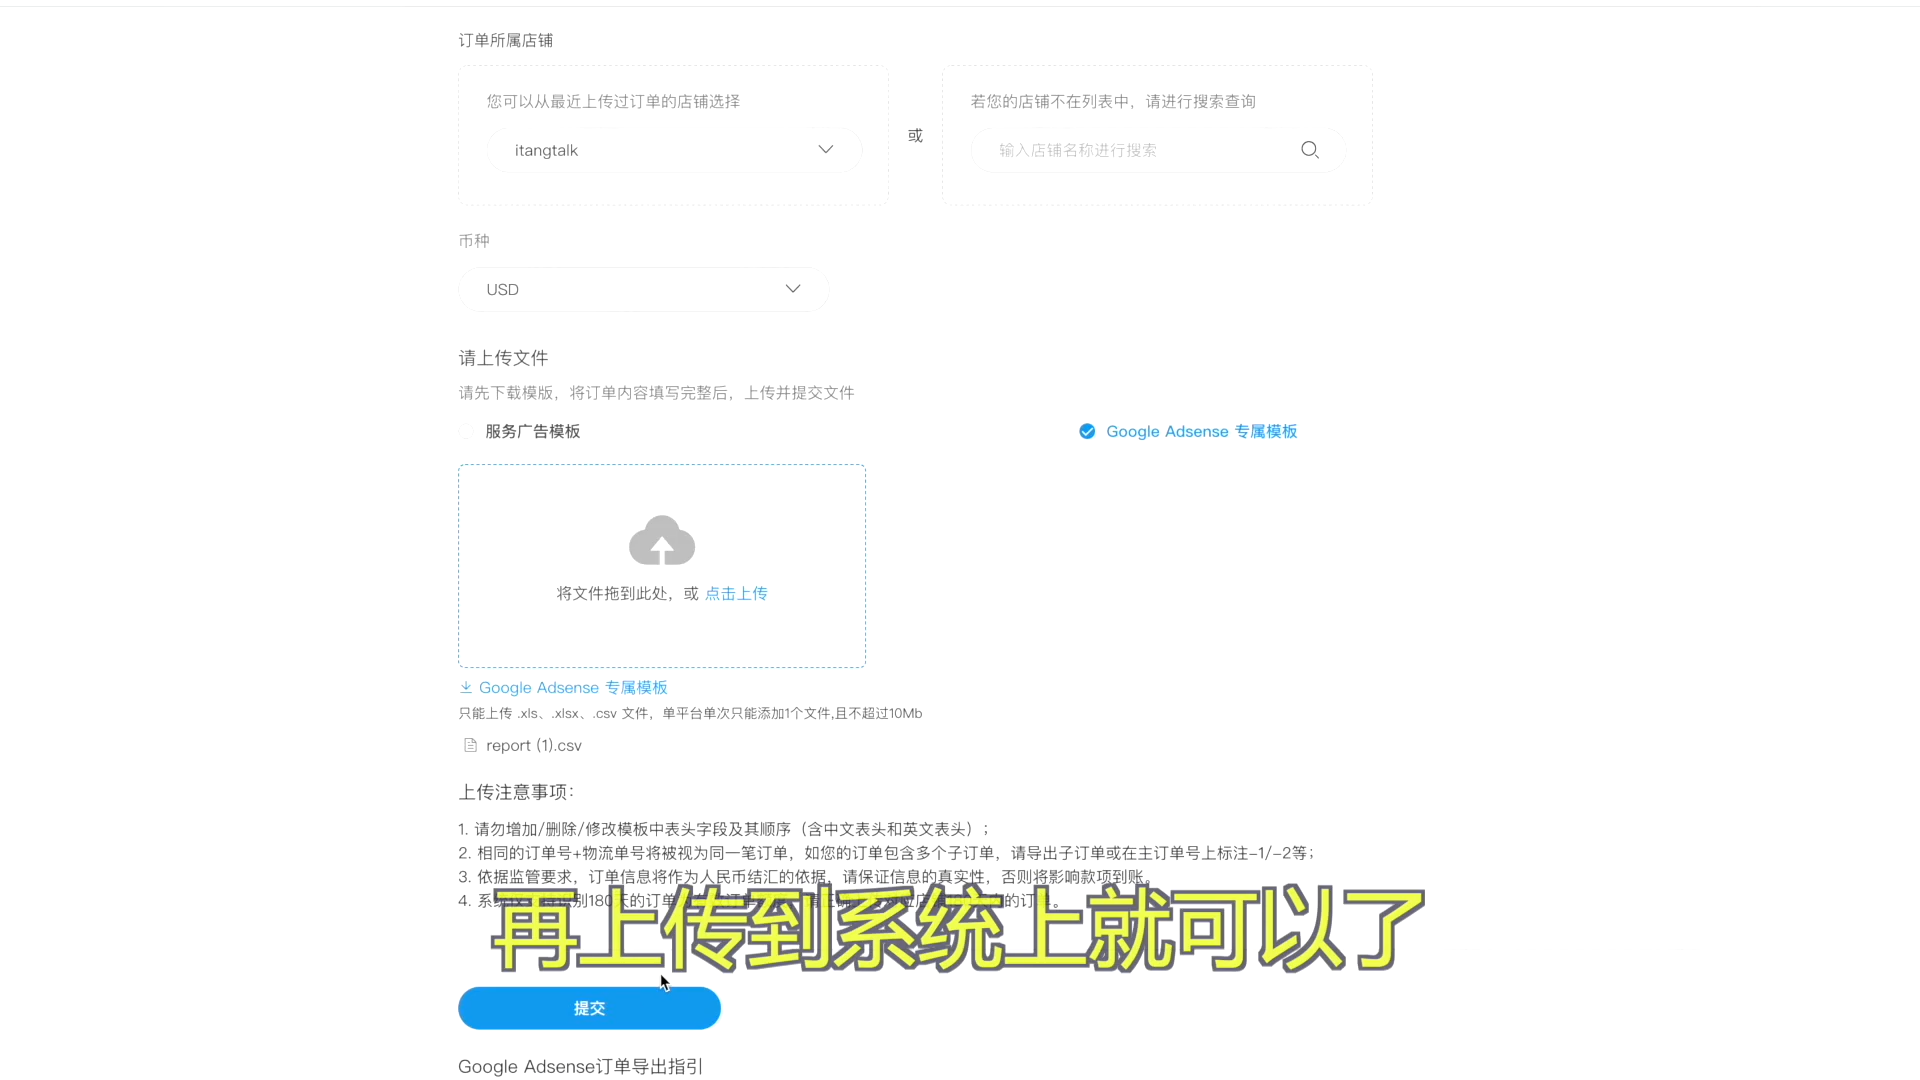 订单所属店铺
您可以从最近上传过订单的店铺选择
itangtalk
或
若您的店铺不在列表中，请进行搜索查询
输入店铺名称进行搜索
币种
USD
请上传文件
请先下载模版，将订单内容填写完整后，上传并提交文件
服务广告模板
Google Adsense 专属模板
将文件拖到此处，或 点击上传
Google Adsense 专属模板
只能上传 .xls、.xlsx、.csv 文件，单平台单次只能添加1个文件,且不超过10Mb
report (1).csv
上传注意事项：
1. 请勿增加/删除/修改模板中表头字段及其顺序（含中文表头和英文表头）；
2. 相同的订单号+物流单号将被视为同一笔订单，如您的订单包含多个子订单，请导出子订单或在主订单号上标注-1/-2等；
3. 依据监管要求，订单信息将作为人民币结汇的依据，请保证信息的真实性，否则将影响款项到账。
4. 系统 识别180天的订单 的订单。
再上传到系统上就可以了
提交
Google Adsense订单导出指引